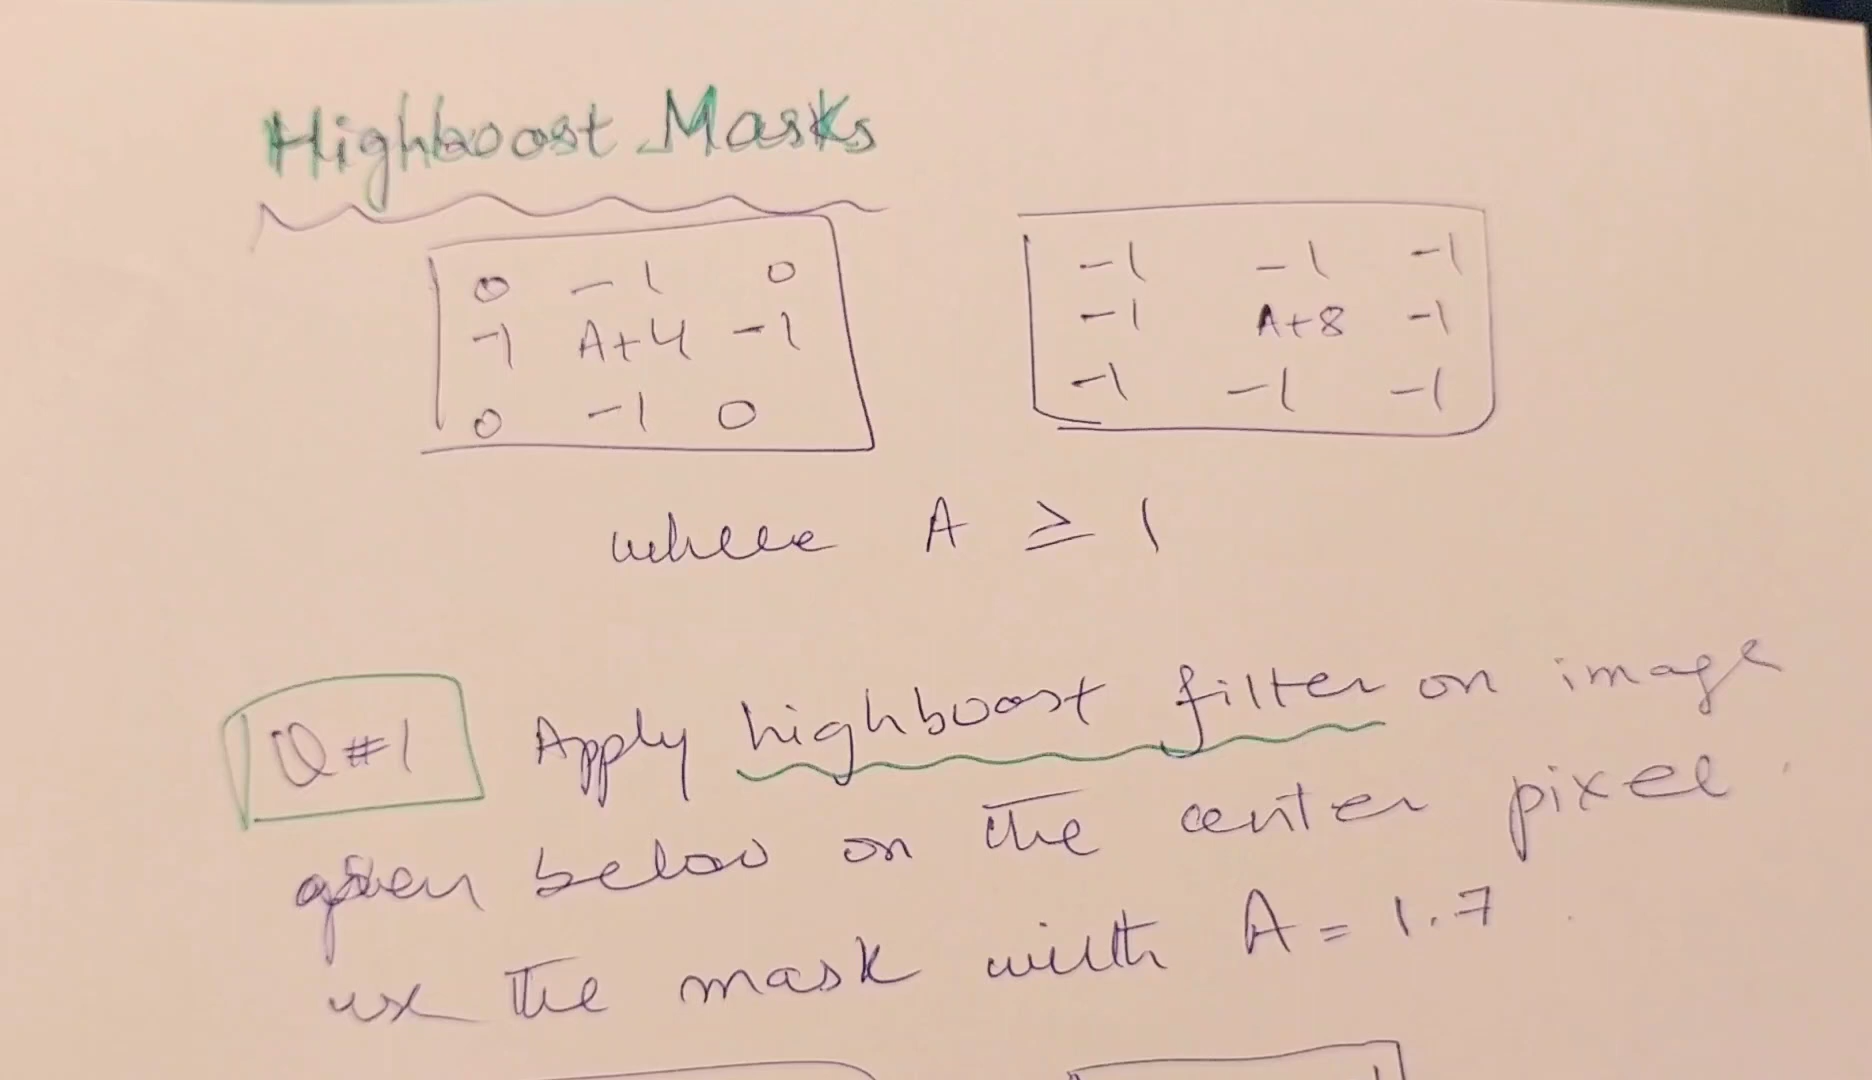 Highboost Masks
0 -1 0 -1 -1 -1
-1 A+4 -1 -1 A+8 -1
0 -1 0 -1 -1 -1
where A ≥ 1
Q#1 Apply highboost filter on image
given below on the center pixel.
use the mask with A = 1.7